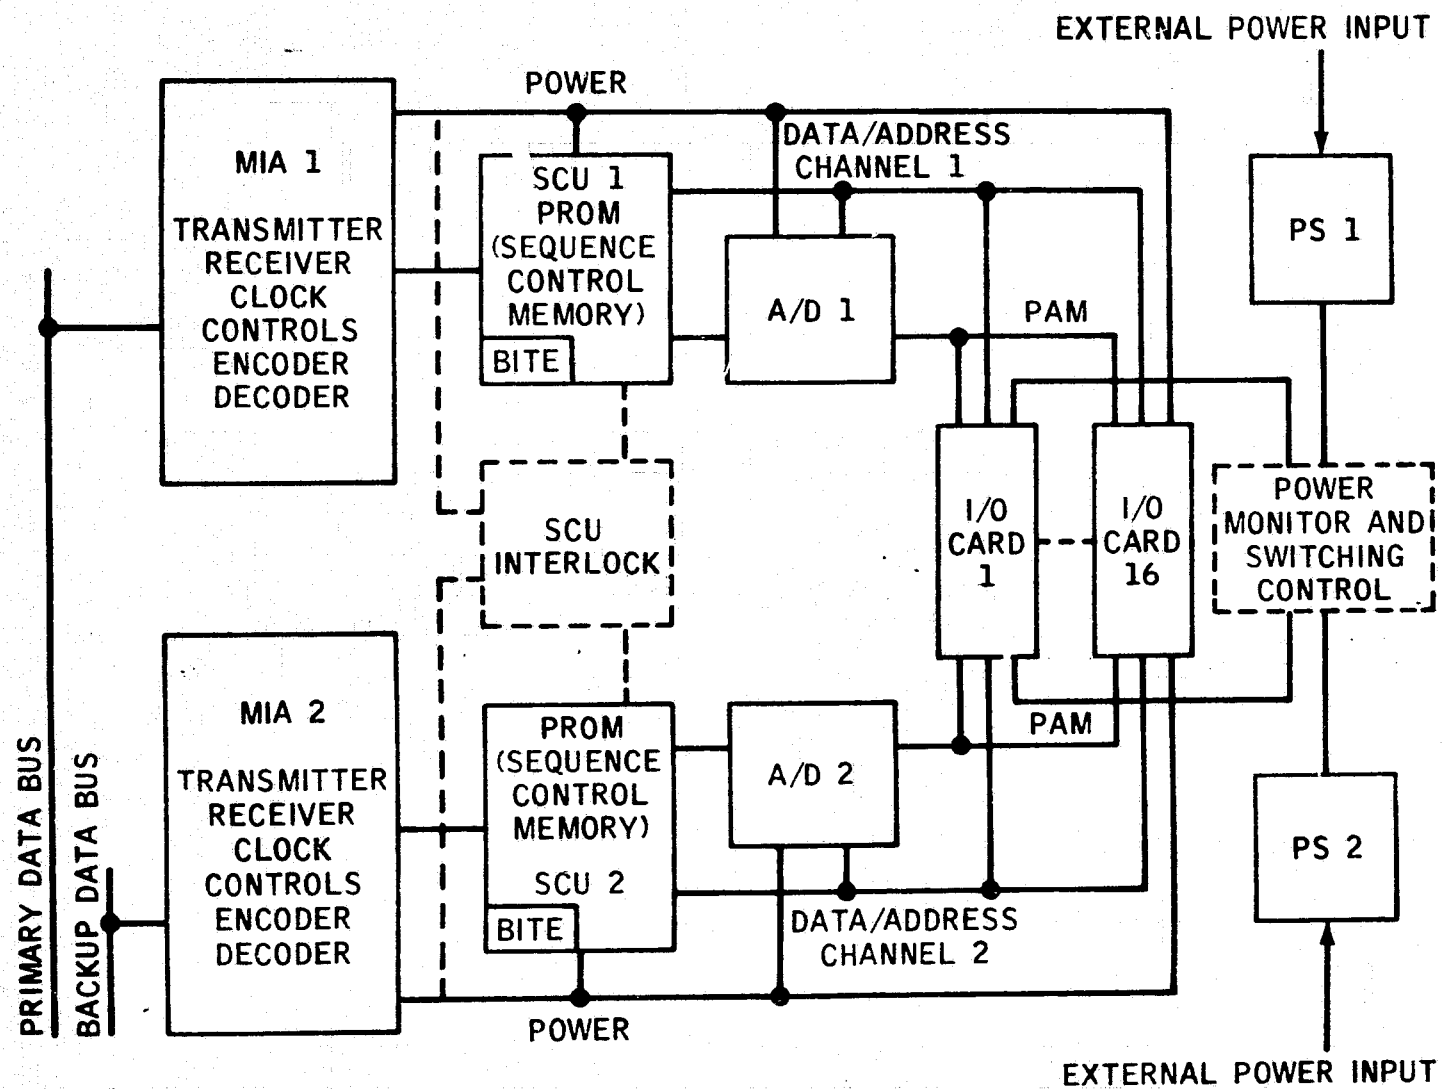 EXTERNAL POWER INPUT
POWER
DATA/ADDRESS
CHANNEL 1
MIA 1
TRANSMITTER
RECEIVER
CLOCK
CONTROLS
ENCODER
DECODER
SCU 1
PROM
(SEQUENCE
CONTROL
MEMORY)
BITE
A/D 1
PAM
PS 1
SCU
INTERLOCK
I/O
CARD
1
I/O
CARD
16
POWER
MONITOR AND
SWITCHING
CONTROL
PRIMARY DATA BUS
BACKUP DATA BUS
MIA 2
TRANSMITTER
RECEIVER
CLOCK
CONTROLS
ENCODER
DECODER
PROM
(SEQUENCE
CONTROL
MEMORY)
SCU 2
BITE
A/D 2
PAM
PS 2
DATA/ADDRESS
CHANNEL 2
POWER
EXTERNAL POWER INPUT